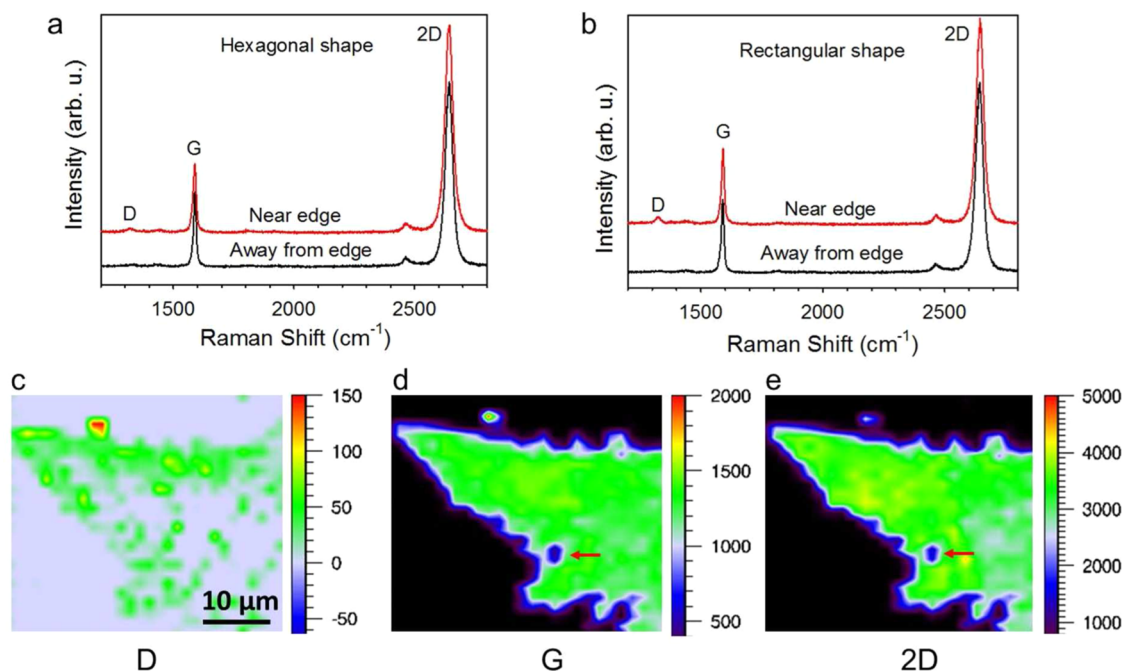 a
Hexagonal shape
2D
G
D
Near edge
Away from edge
Intensity (arb. u.)
1500
2000
2500
Raman Shift (cm⁻¹)
b
Rectangular shape
2D
G
D
Near edge
Away from edge
Intensity (arb. u.)
1500
2000
2500
Raman Shift (cm⁻¹)
c
150
100
50
0
-50
10 μm
D
d
2000
1500
1000
500
G
e
5000
4000
3000
2000
1000
2D